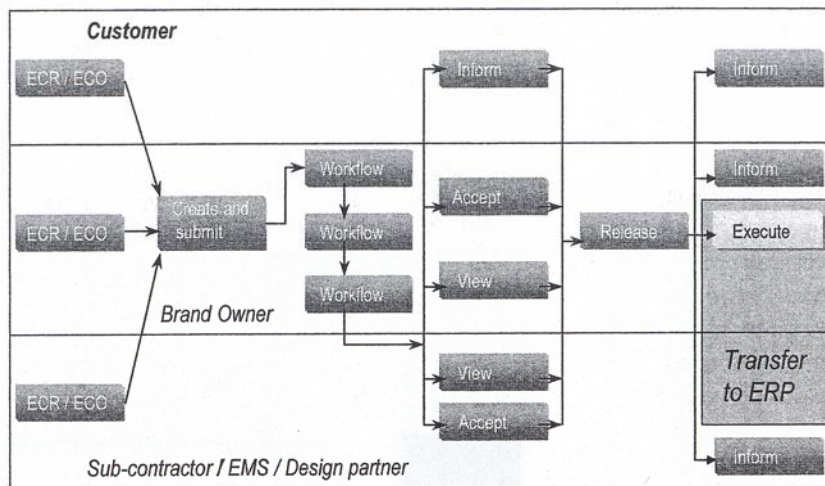 Customer
ECR / ECO
Inform
Inform
ECR / ECO
Create and
submit
Workflow
Workflow
Workflow
Accept
View
Release
Inform
Execute
Brand Owner
ECR / ECO
View
Accept
Transfer
to ERP
Inform
Sub-contractor / EMS / Design partner